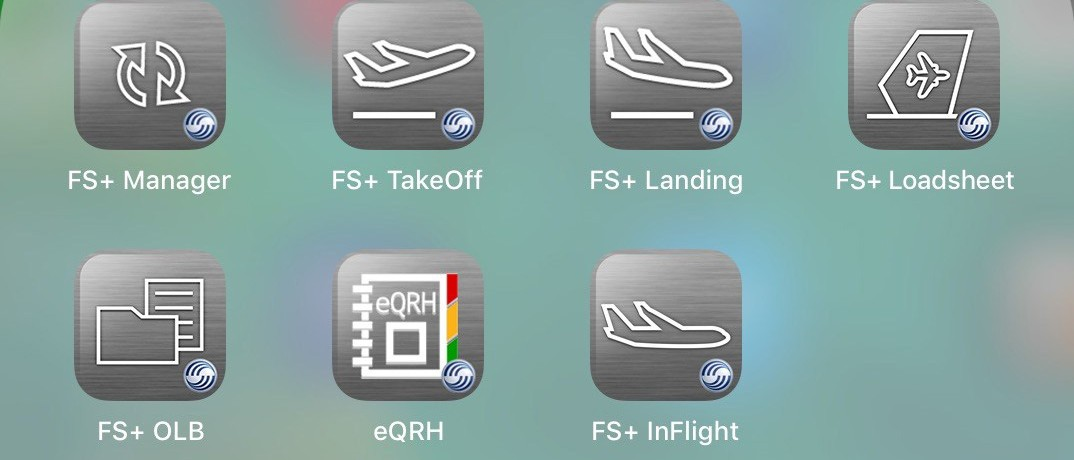 FS+ Manager
FS+ TakeOff
FS+ Landing
FS+ Loadsheet
eQRH
FS+ OLB
eQRH
FS+ InFlight